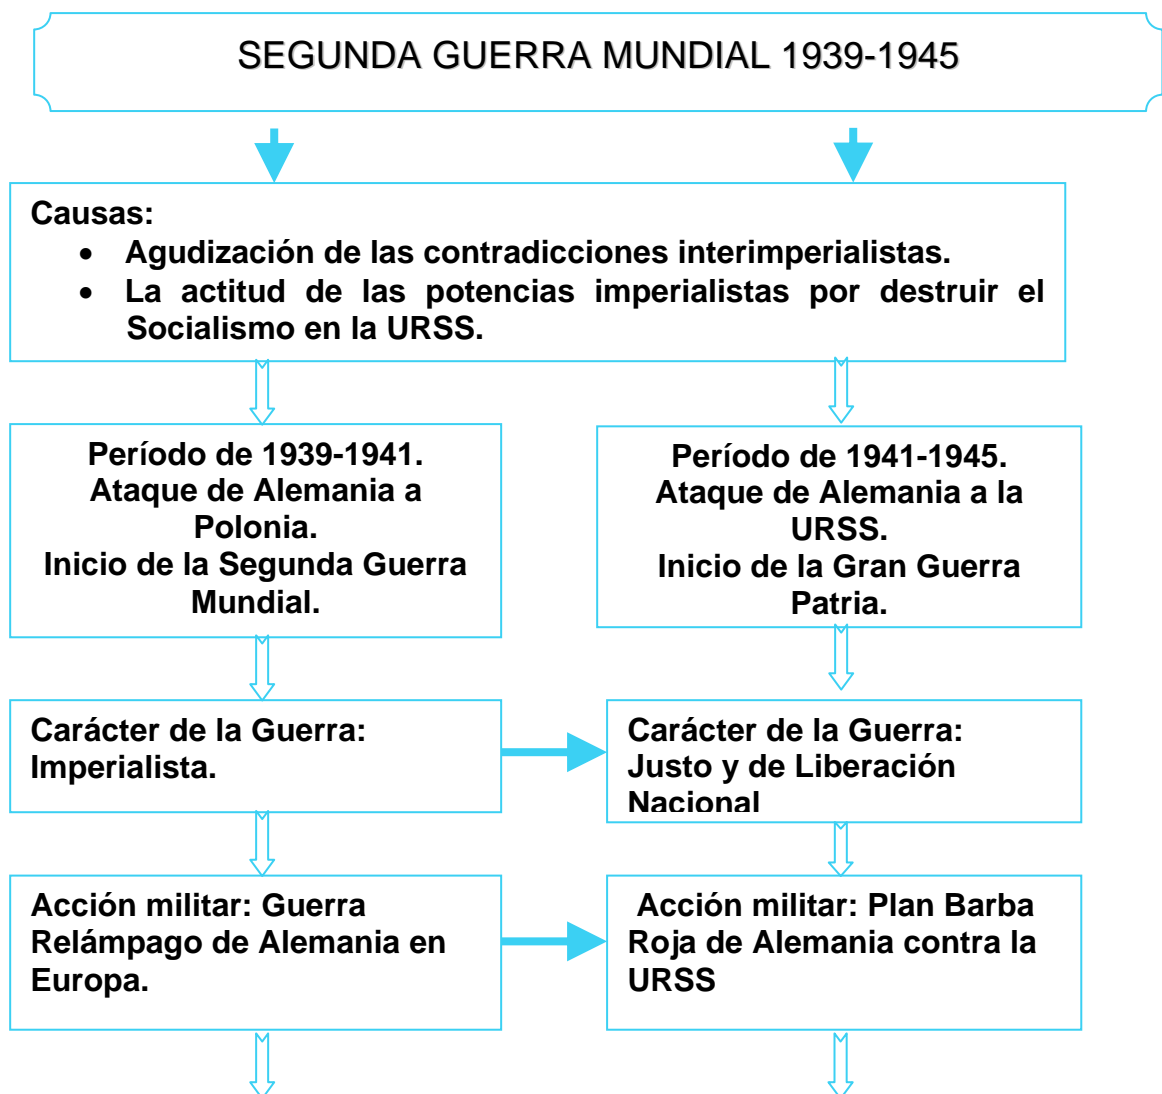 SEGUNDA GUERRA MUNDIAL 1939-1945
Causas:
• Agudización de las contradicciones interimperialistas.
• La actitud de las potencias imperialistas por destruir el
Socialismo en la URSS.
Período de 1939-1941.
Ataque de Alemania a
Polonia.
Inicio de la Segunda Guerra
Mundial.
Período de 1941-1945.
Ataque de Alemania a la
URSS.
Inicio de la Gran Guerra
Patria.
Carácter de la Guerra:
Imperialista.
Carácter de la Guerra:
Justo y de Liberación
Nacional
Acción militar: Guerra
Relámpago de Alemania en
Europa.
Acción militar: Plan Barba
Roja de Alemania contra la
URSS